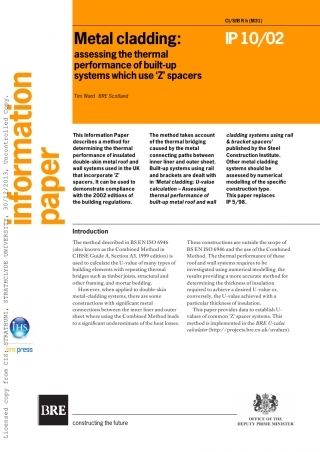 CI/SfB R h (M31)
Metal cladding:
assessing the thermal
performance of built-up
systems which use ‘Z’ spacers
IP 10/02
Tim Ward BRE Scotland
information
paper
This Information Paper
describes a method for
determining the thermal
performance of insulated
double-skin metal roof and
wall systems used in the UK
that incorporate ‘Z’
spacers. It can be used to
demonstrate compliance
with the 2002 editions of
the building regulations.
The method takes account
of the thermal bridging
caused by the metal
connecting paths between
inner liner and outer sheet.
Built-up systems using rail
and brackets are dealt with
in ‘Metal cladding: U-value
calculation – Assessing
thermal performance of
built-up metal roof and wall
cladding systems using rail
& bracket spacers’
published by the Steel
Construction Institute.
Other metal cladding
systems should be
assessed by numerical
modelling of the specific
construction type.
This paper replaces
IP 5/98.
Introduction
The method described in BS EN ISO 6946
(also known as the Combined Method in
CIBSE Guide A, Section A3, 1999 edition) is
used to calculate the U-value of many types of
building elements with repeating thermal
bridges such as timber joists, structural and
other framing, and mortar bedding.
However, when applied to double-skin
metal-cladding systems, there are some
constructions with significant metal
connections between the inner liner and outer
sheet where using the Combined Method leads
to a significant underestimate of the heat losses.
These constructions are outside the scope of
BS EN ISO 6946 and the use of the Combined
Method. The thermal performance of these
roof and wall systems requires to be
investigated using numerical modelling, the
results providing a more accurate method for
determining the thickness of insulation
required to achieve a desired U-value or,
conversely, the U-value achieved with a
particular thickness of insulation.
This paper provides data to establish U-
values of common ‘Z’ spacer systems. This
method is implemented in the BRE U-value
calculator (http://projects.bre.co.uk/uvalues).
IHS
bre press
BRE
constructing the future
OFFICE OF THE
DEPUTY PRIME MINISTER
Licensed copy from CIS: STRATHUNI, STRATHCLYDE UNIVERSITY, 30/12/2013, Uncontrolled Copy.